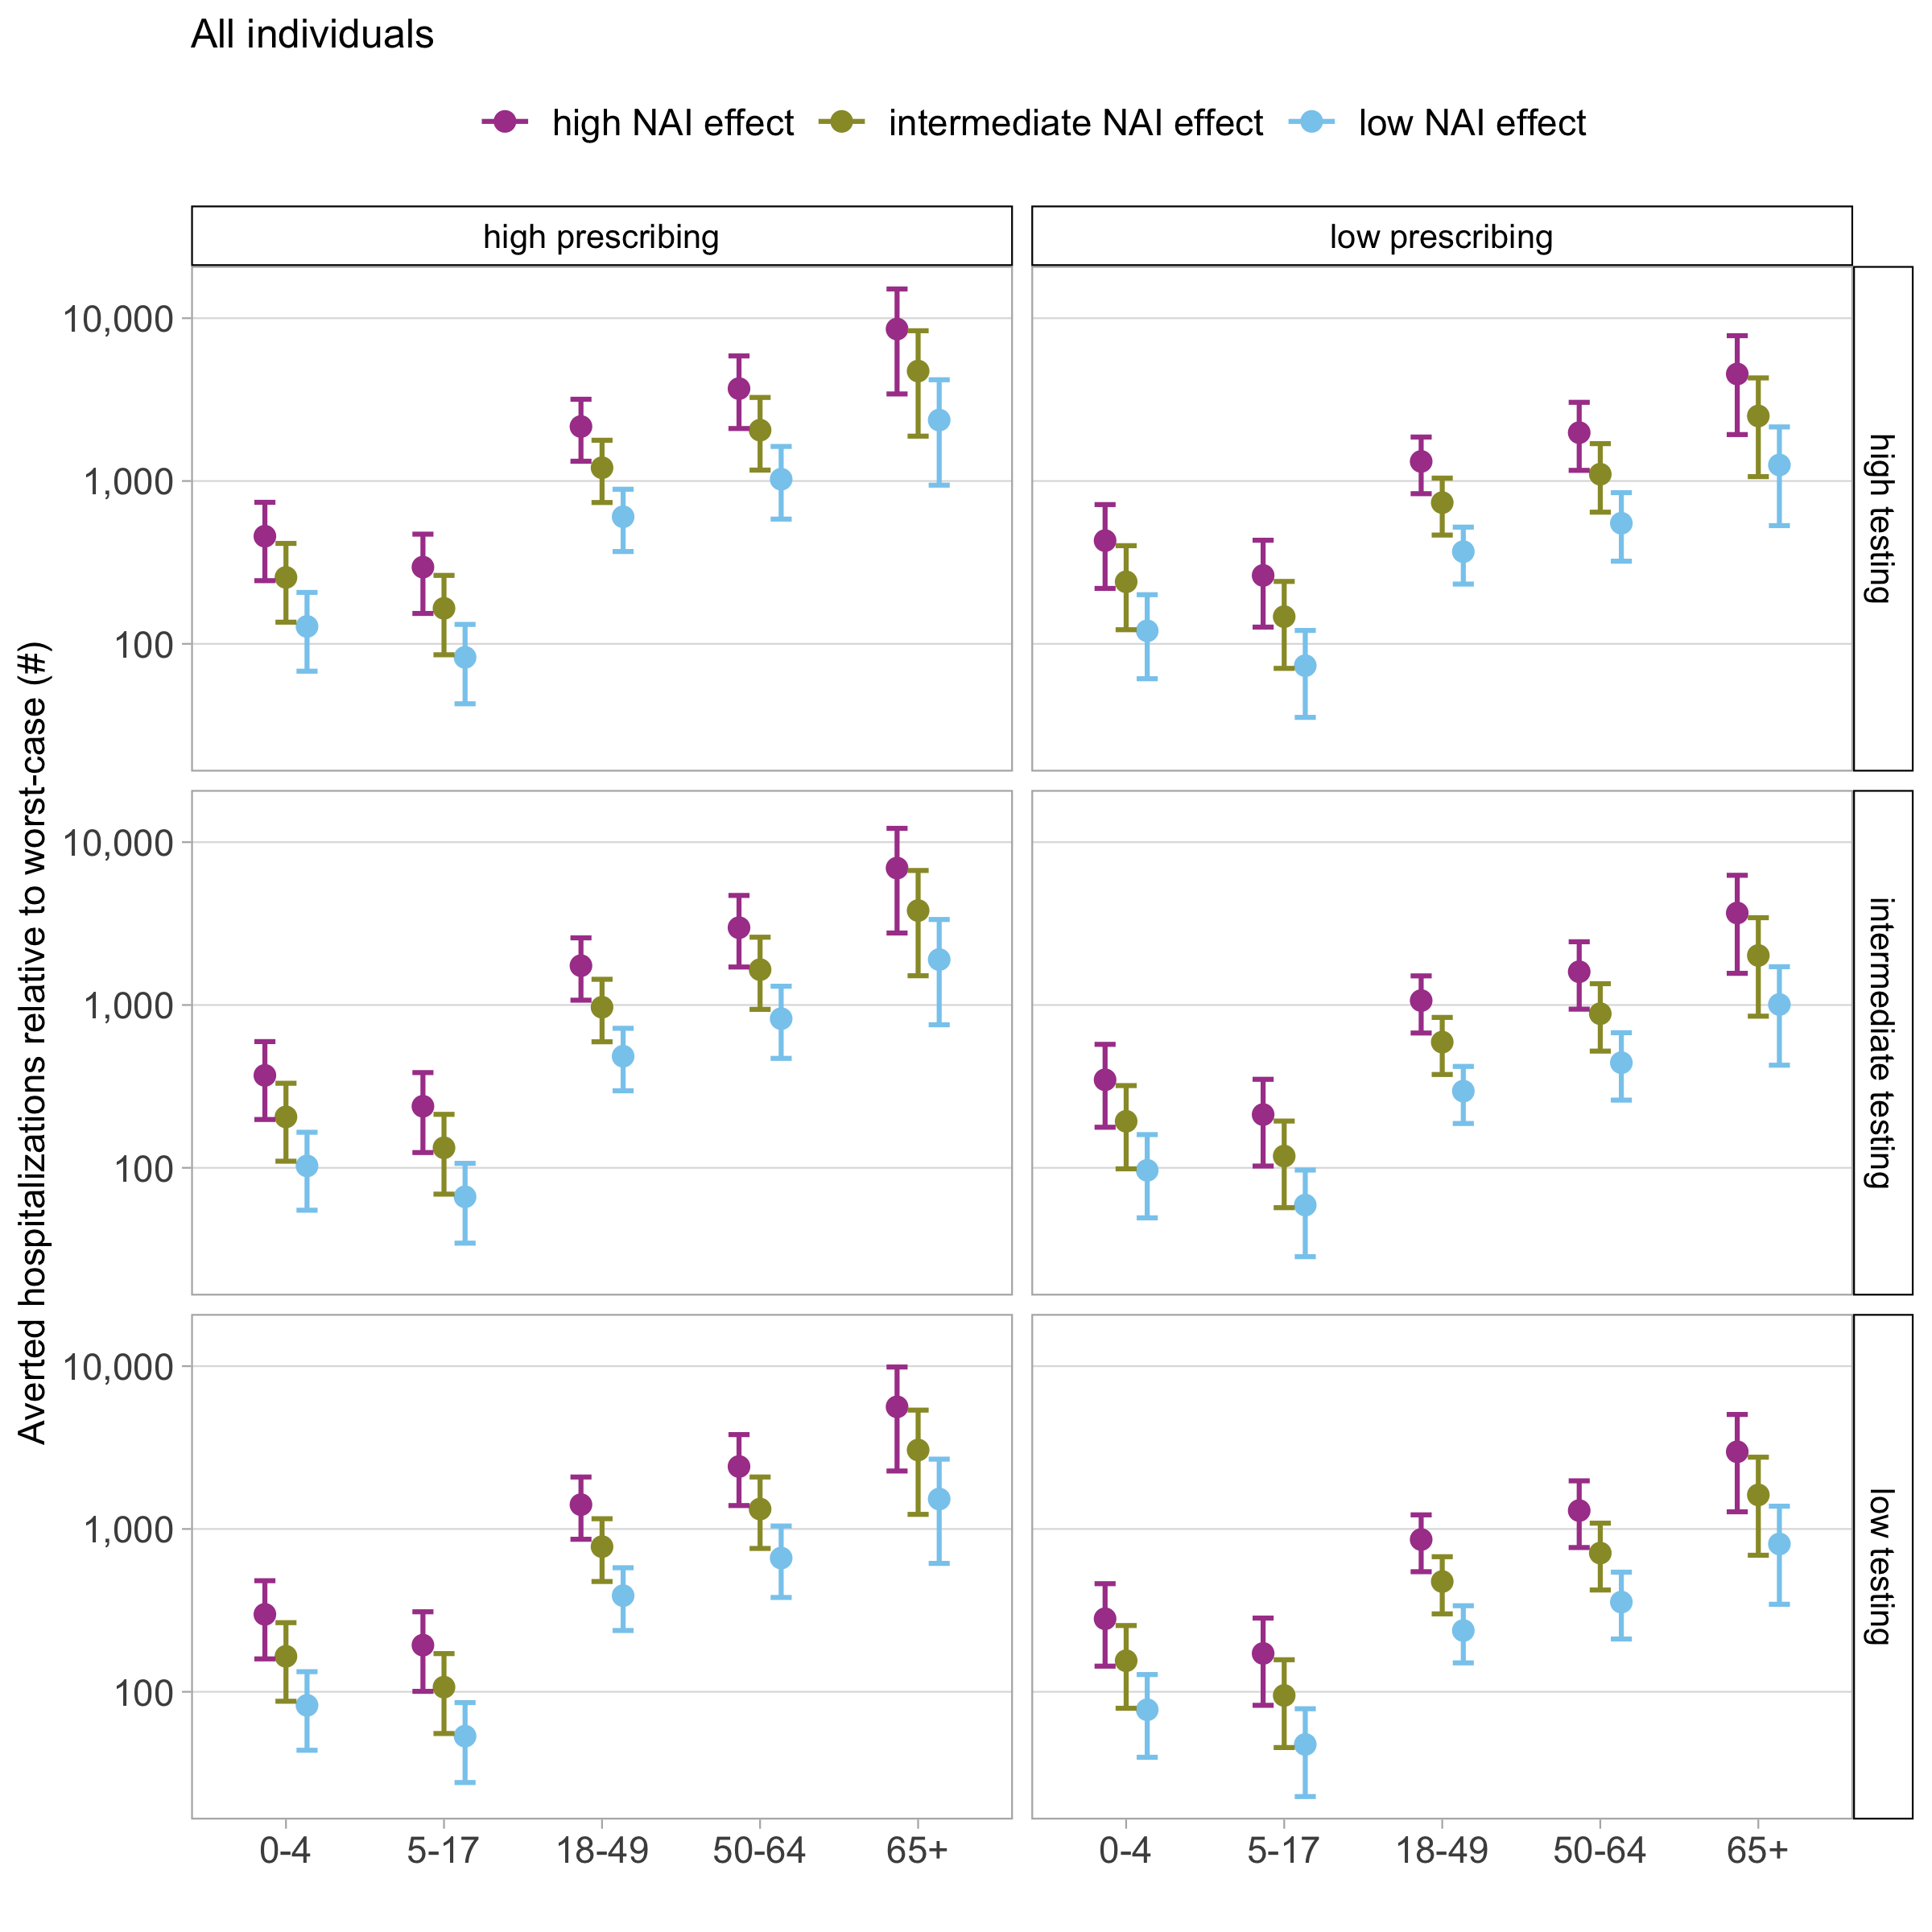 All individuals
high NAI effect intermediate NAI effect low NAI effect
high prescribing low prescribing
Averted hospitalizations relative to worst-case (#)
10,000
1,000
100
high testing
10,000
1,000
100
intermediate testing
10,000
1,000
100
low testing
0-4 5-17 18-49 50-64 65+ 0-4 5-17 18-49 50-64 65+